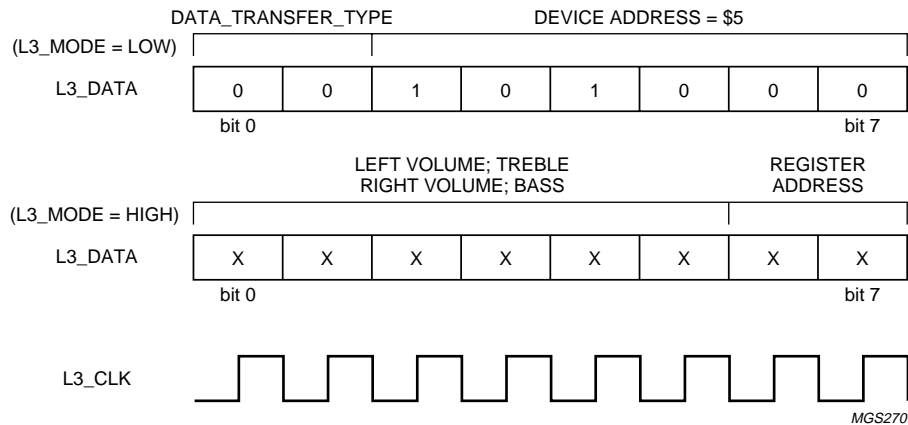 DATA_TRANSFER_TYPE DEVICE ADDRESS = $5
(L3_MODE = LOW)
L3_DATA 0 0 1 0 1 0 0 0
bit 0 bit 7
LEFT VOLUME; TREBLE REGISTER
RIGHT VOLUME; BASS ADDRESS
(L3_MODE = HIGH)
L3_DATA X X X X X X X X
bit 0 bit 7
L3_CLK
MGS270